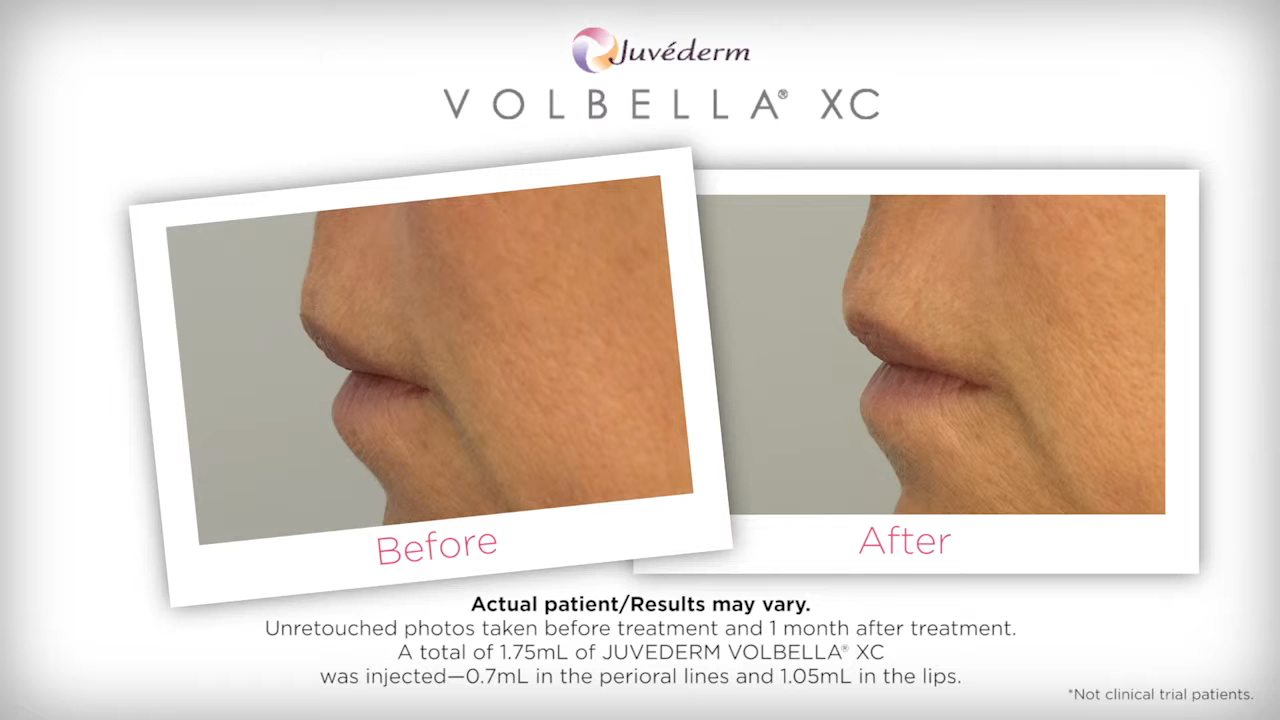 Juvéderm
VOLBELLA® XC
Before
After
Actual patient/Results may vary.
Unretouched photos taken before treatment and 1 month after treatment.
A total of 1.75mL of JUVEDERM VOLBELLA® XC
was injected—0.7mL in the perioral lines and 1.05mL in the lips.
*Not clinical trial patients.